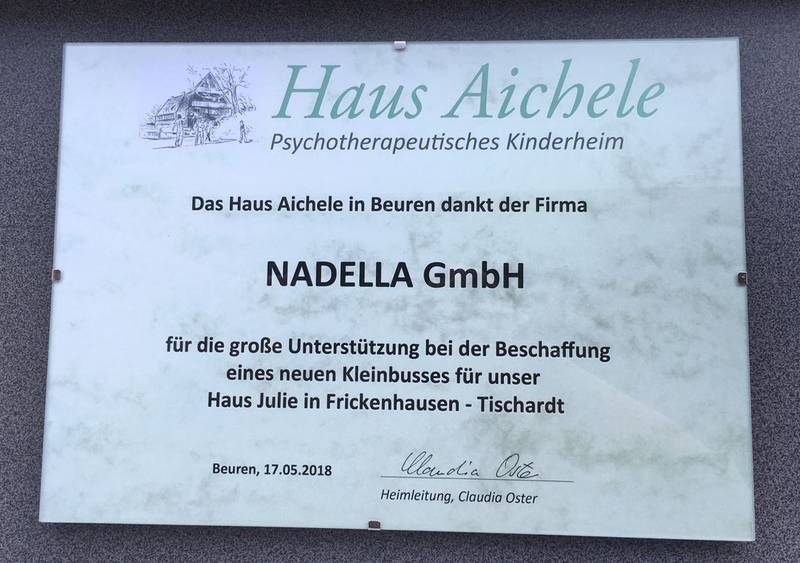 Haus Aichele
Psychotherapeutisches Kinderheim
Das Haus Aichele in Beuren dankt der Firma
NADELLA GmbH
für die große Unterstützung bei der Beschaffung
eines neuen Kleinbusses für unser
Haus Julie in Frickenhausen - Tischardt
Beuren, 17.05.2018
Claudia Oster
Heimleitung, Claudia Oster